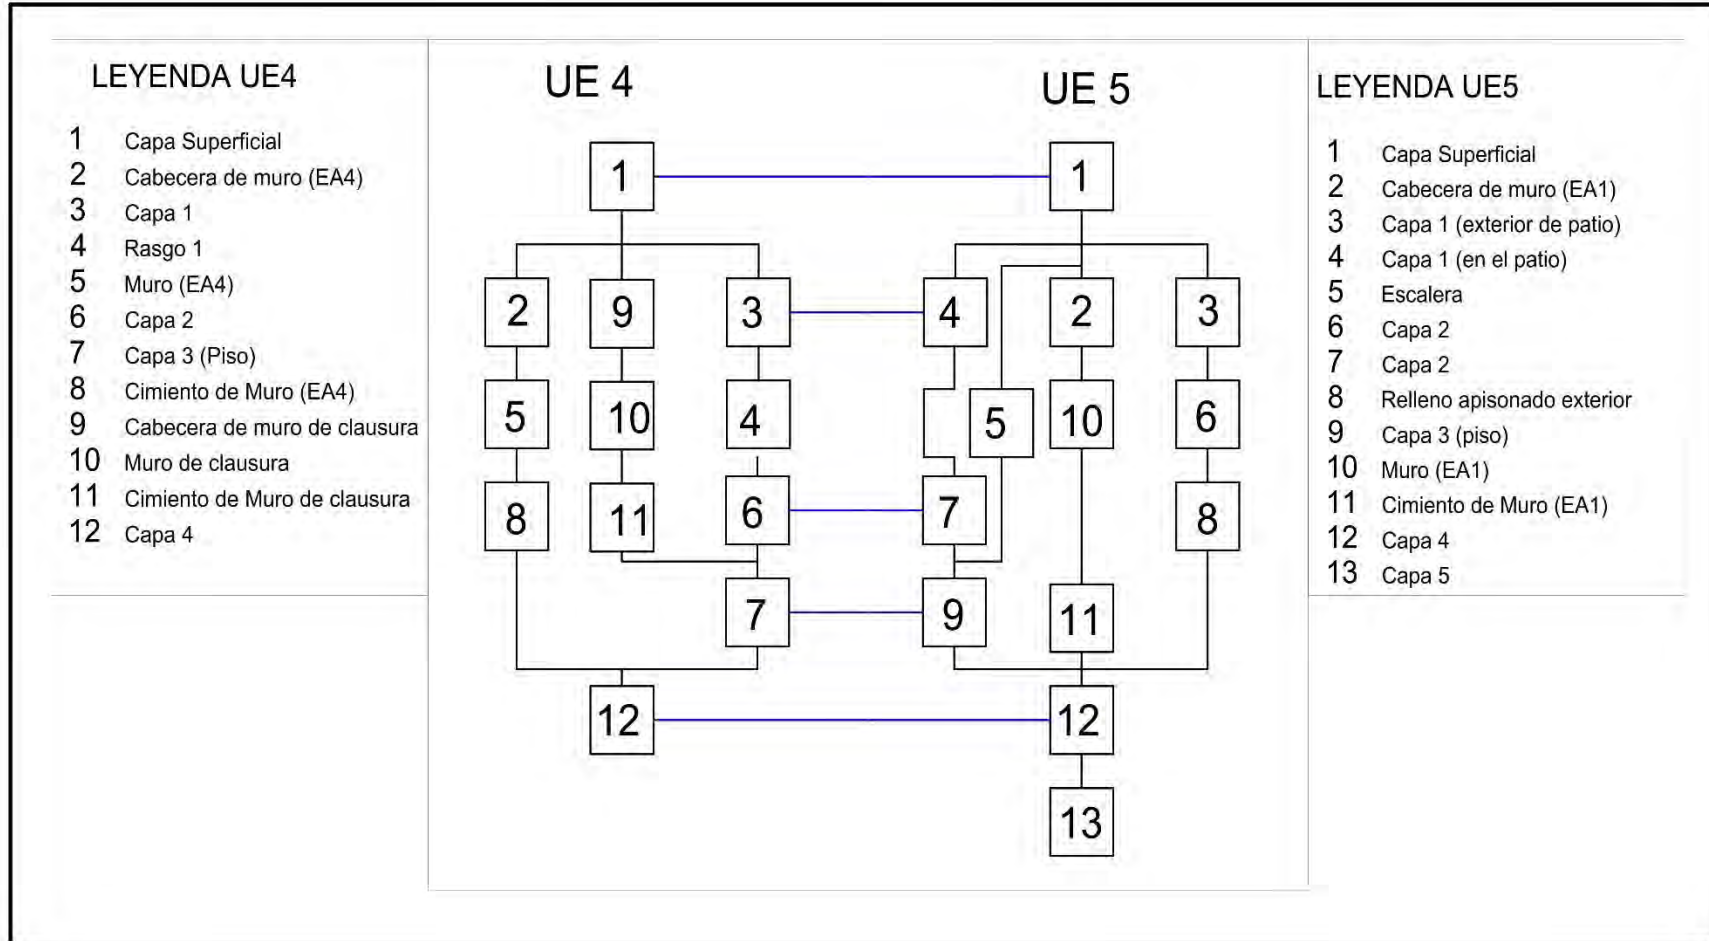 LEYENDA UE4
1 Capa Superficial
2 Cabecera de muro (EA4)
3 Capa 1
4 Rasgo 1
5 Muro (EA4)
6 Capa 2
7 Capa 3 (Piso)
8 Cimiento de Muro (EA4)
9 Cabecera de muro de clausura
10 Muro de clausura
11 Cimiento de Muro de clausura
12 Capa 4
UE 4
UE 5
1 1
2 9 3 4 2 3
5 10 4 5 10 6
8 11 6 7 8
7 9 11
12 12
13
LEYENDA UE5
1 Capa Superficial
2 Cabecera de muro (EA1)
3 Capa 1 (exterior de patio)
4 Capa 1 (en el patio)
5 Escalera
6 Capa 2
7 Capa 2
8 Relleno apisonado exterior
9 Capa 3 (piso)
10 Muro (EA1)
11 Cimiento de Muro (EA1)
12 Capa 4
13 Capa 5